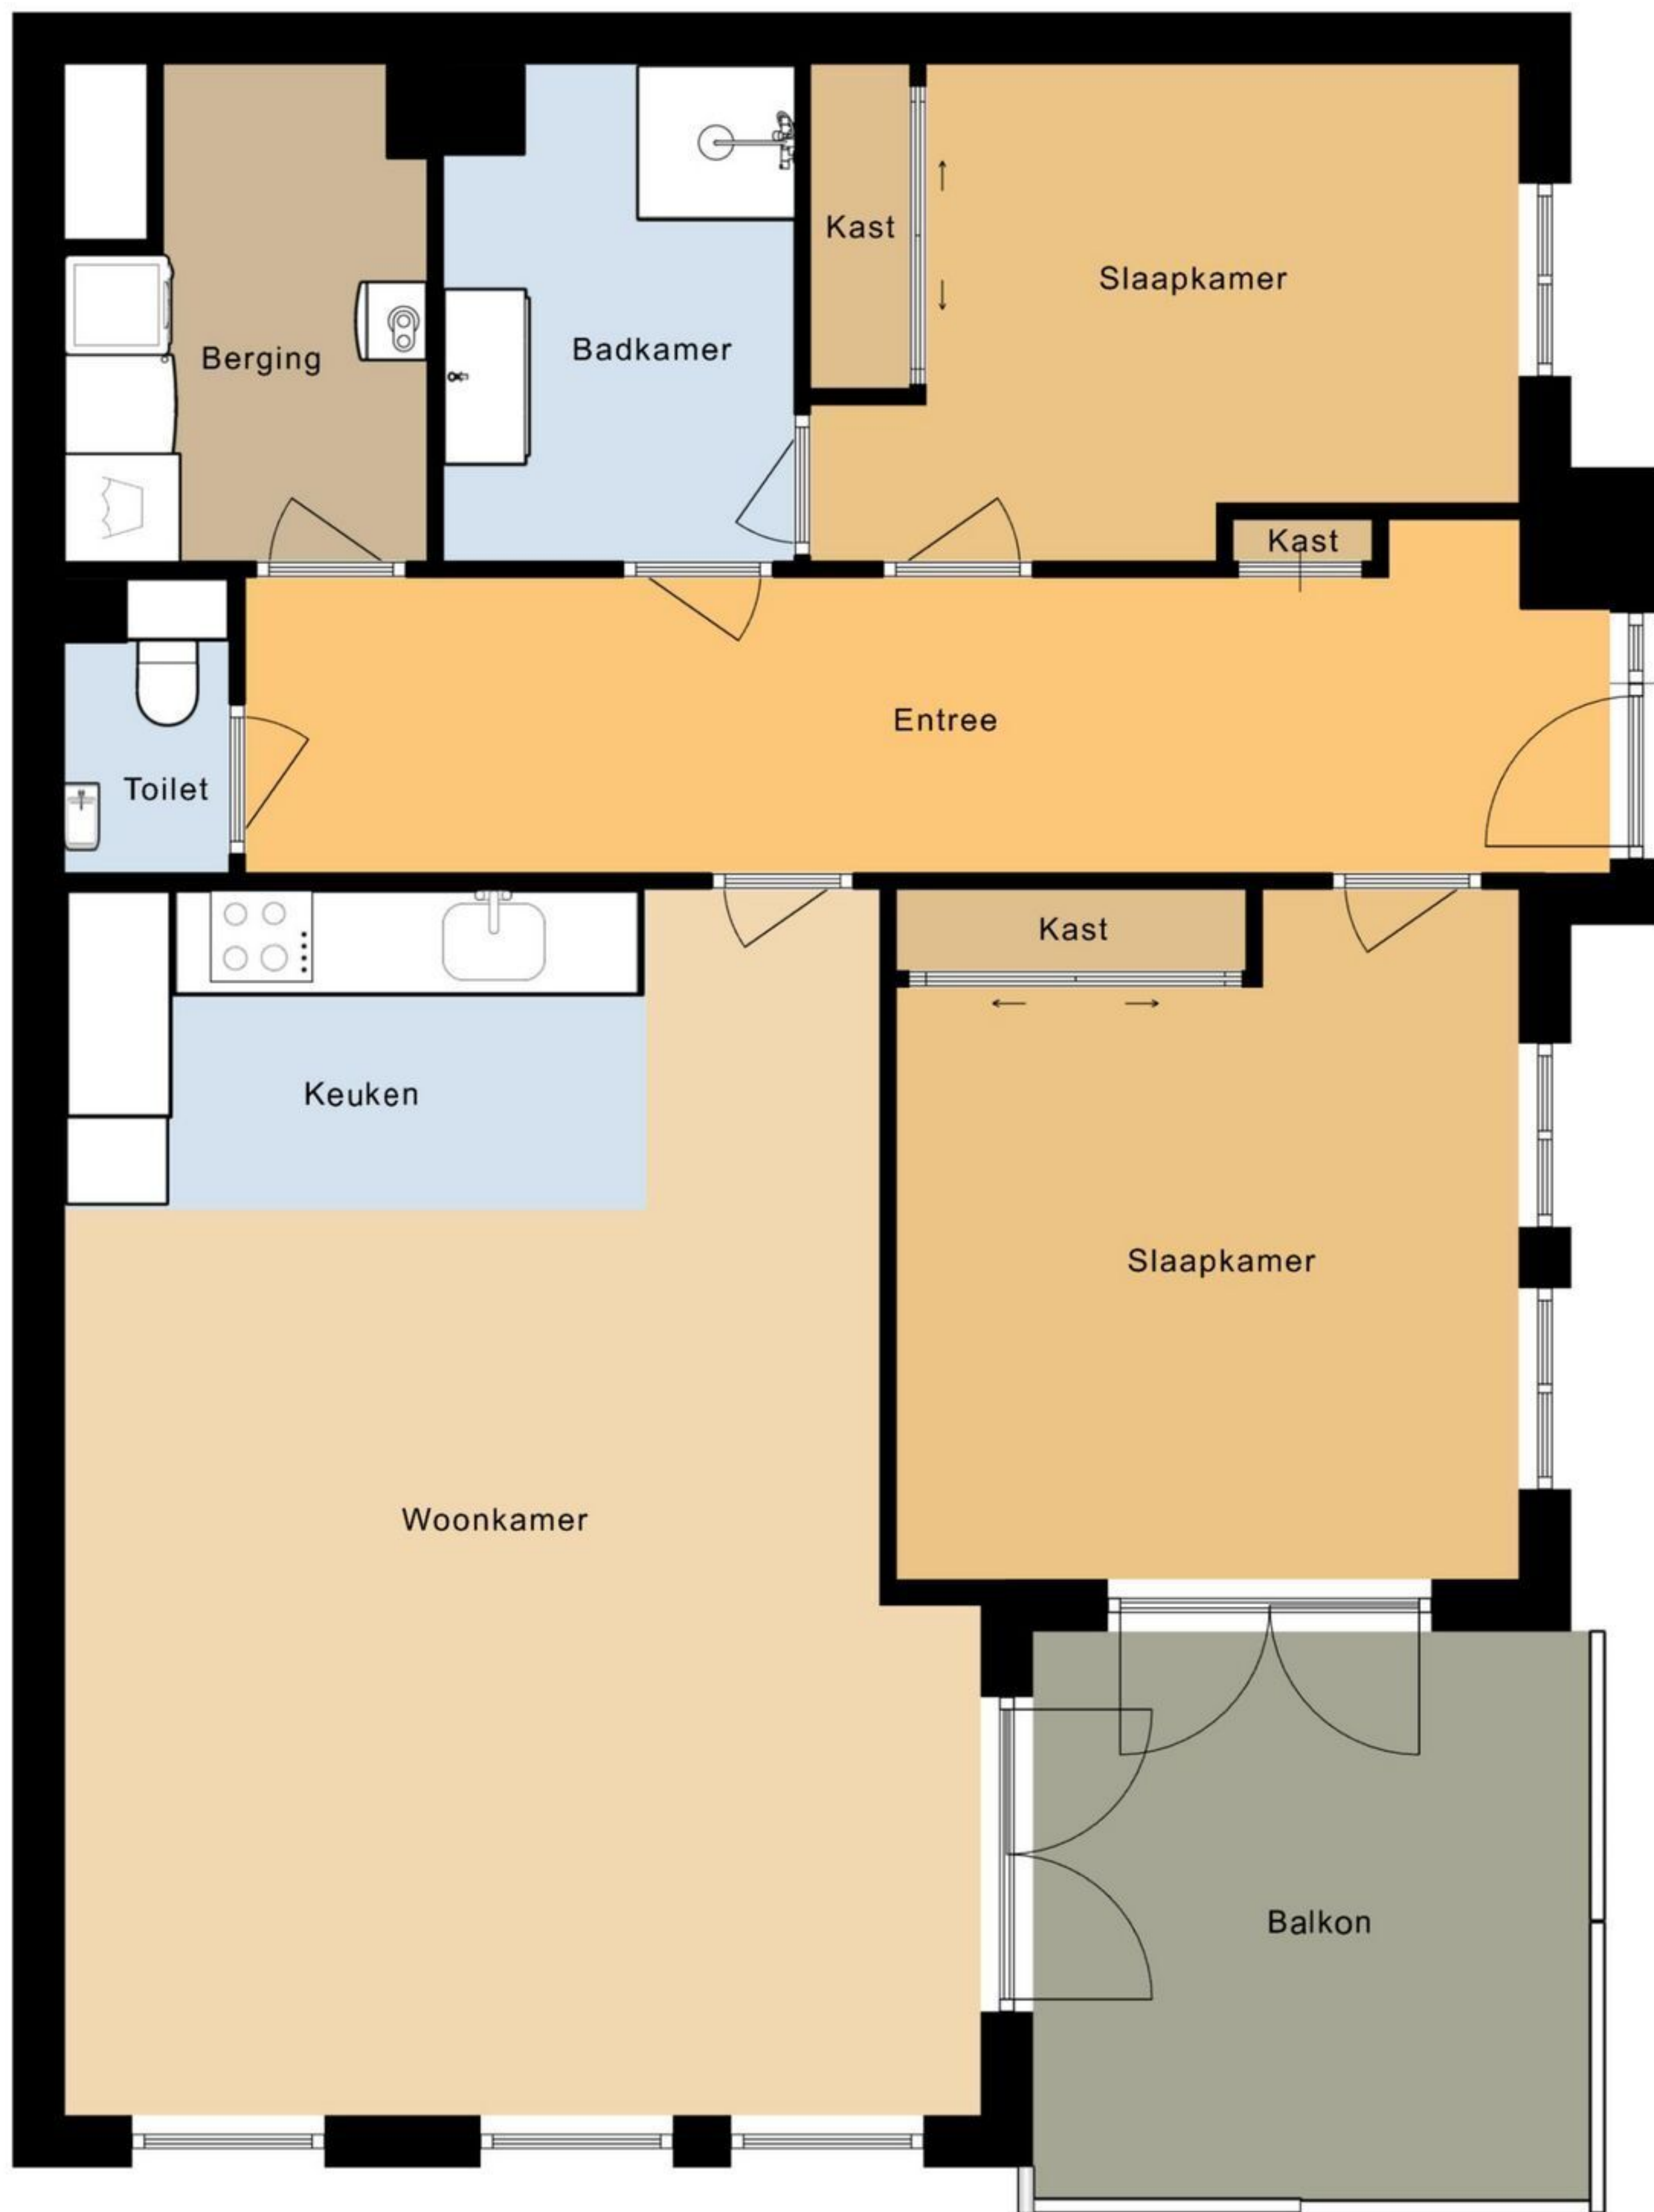 Kast
Slaapkamer
Badkamer
Berging
Kast
Entree
Toilet
Kast
Keuken
Slaapkamer
Woonkamer
Balkon